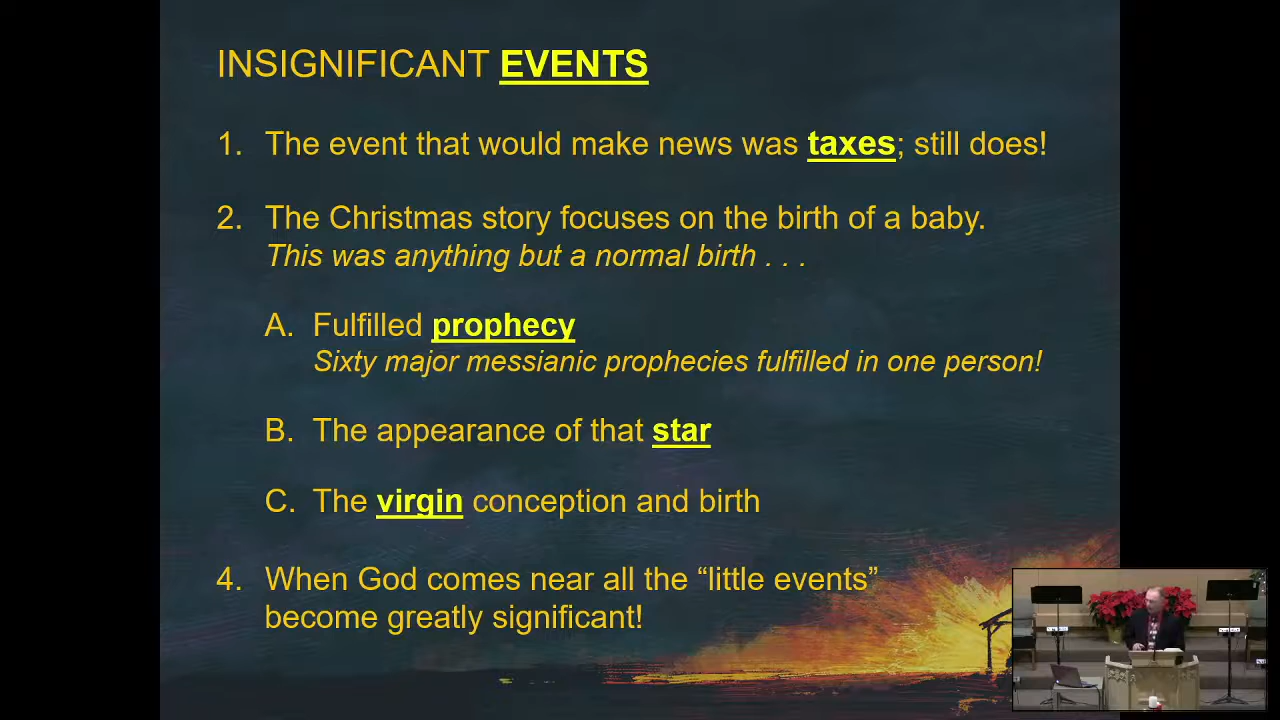 INSIGNIFICANT EVENTS
1. The event that would make news was taxes; still does!
2. The Christmas story focuses on the birth of a baby.
This was anything but a normal birth . . .
A. Fulfilled prophecy
Sixty major messianic prophecies fulfilled in one person!
B. The appearance of that star
C. The virgin conception and birth
4. When God comes near all the “little events”
become greatly significant!